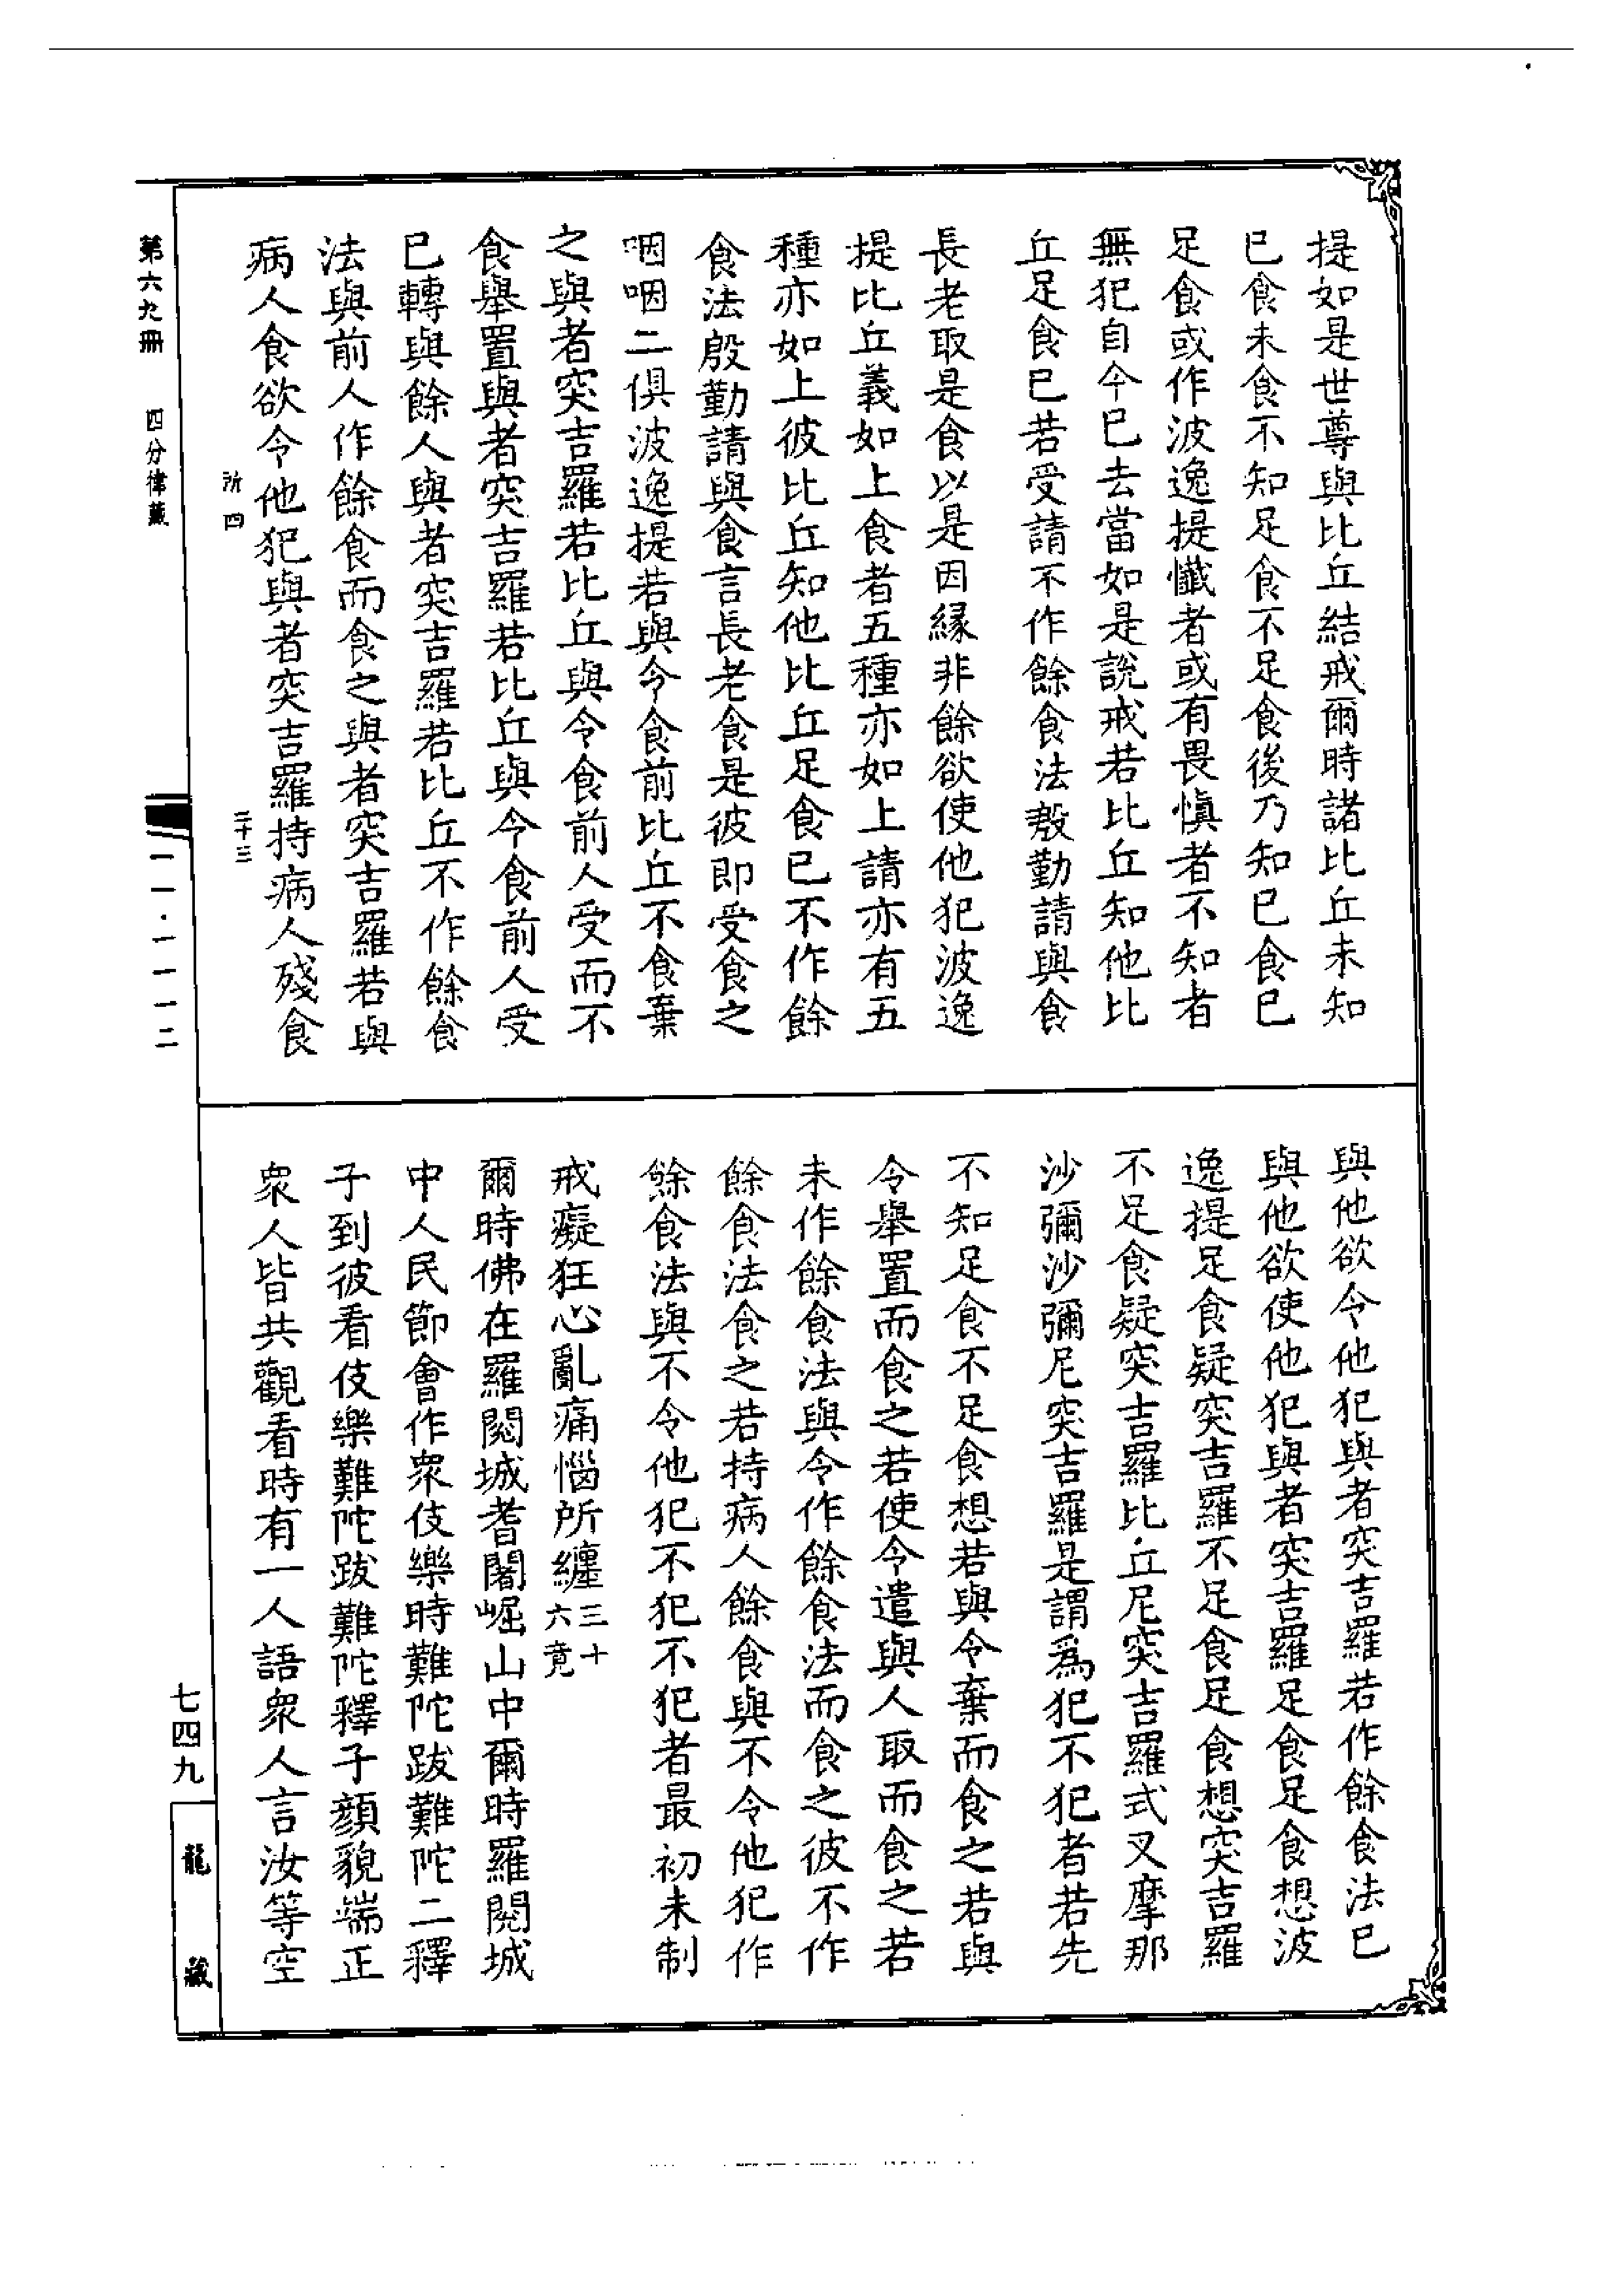 提如是世尊與比丘結戒爾時諸比丘未知
已食未食不知足食不足食後乃知已食已
足食或作波逸提懺者或有畏慎者不知者
無犯自今已去當如是說戒若比丘知他比
丘足食已若受請不作餘食法慇勤請與食
長老取是食以是因緣非餘欲使他犯波逸
提比丘義如上食者五種亦如上請亦有五
種亦如上彼比丘知他比丘足食已不作餘
食法殷勤請與食言長老食是彼即受食之
咽咽二俱波逸提若與令食前比丘不食棄
之與者突吉羅若比丘與令食前人受而不
食舉置與者突吉羅若比丘與令食前人受
已轉與餘人與者突吉羅若比丘不作餘食
法與前人作餘食而食之與者突吉羅若與
病人食欲令他犯與者突吉羅持病人殘食
所四
三十三
與他欲令他犯與者突吉羅若作餘食法已
與他欲使他犯與者突吉羅足食足食想波
逸提足食疑突吉羅不足食足食想突吉羅
不足食疑突吉羅比丘尼突吉羅式叉摩那
沙彌沙彌尼突吉羅是謂為犯不犯者若先
不知足食不足食想若與令棄而食之若與
令舉置而食之若使令遣與人取而食之若
未作餘食法與令作餘食法而食之彼不作
餘食法食之若持病人餘食與不令他犯作
餘食法與不令他犯不犯不犯者最初未制
戒癡狂心亂痛惱所纏三十六竟
爾時佛在羅閱城耆闍崛山中爾時羅閱城
中人民節會作眾伎樂時難陀跋難陀二釋
子到彼看伎樂難陀跋難陀釋子顏貌端正
眾人皆共觀看時有一人語眾人言汝等空
第六九冊
四分律藏
一一·一一一二
七四九
龍藏